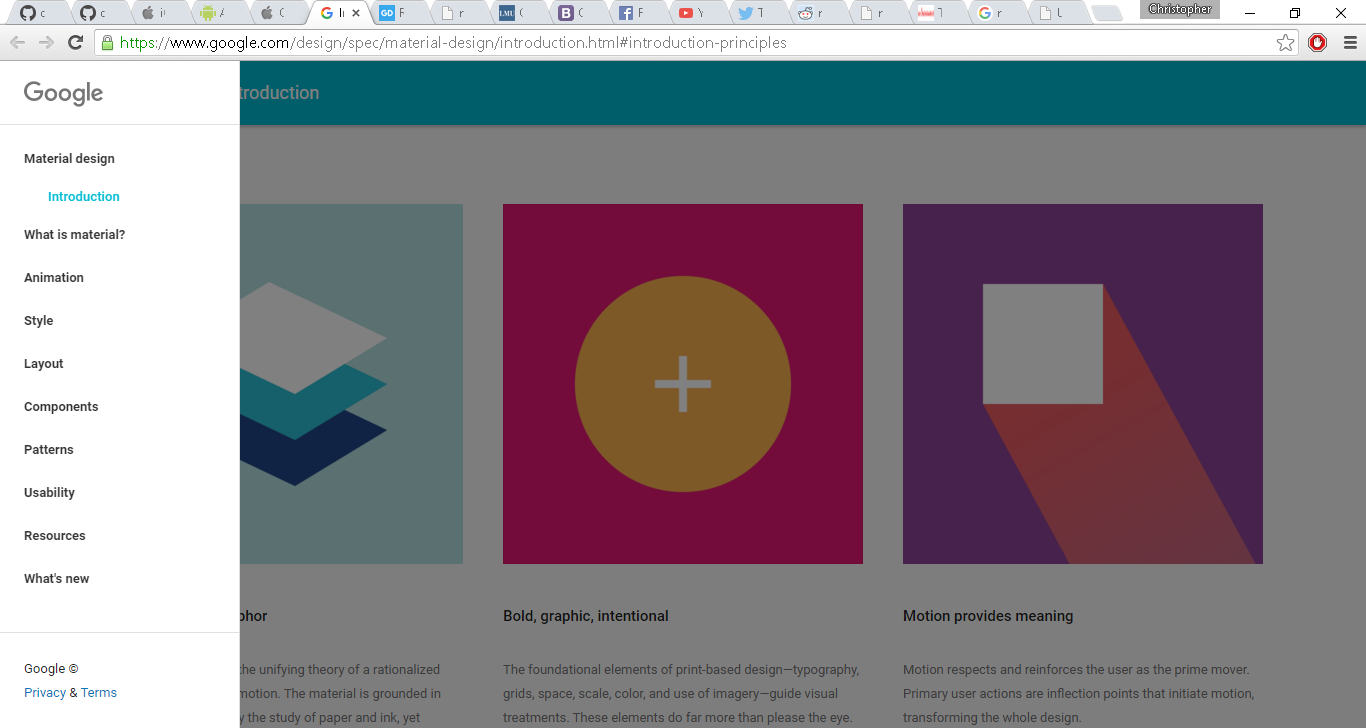 c
c
A
C
G
GD F
r
LMU C
B C
F
Y
T
r
r
T
G r
L
Christopher
https://www.google.com/design/spec/material-design/introduction.html#introduction-principles
Google
troduction
Material design
Introduction
What is material?
Animation
Style
Layout
Components
Patterns
Usability
Resources
What's new
Google ©
Privacy & Terms
phor
the unifying theory of a rationalized
motion. The material is grounded in
y the study of paper and ink, yet
Bold, graphic, intentional
The foundational elements of print-based design—typography,
grids, space, scale, color, and use of imagery—guide visual
treatments. These elements do far more than please the eye.
Motion provides meaning
Motion respects and reinforces the user as the prime mover.
Primary user actions are inflection points that initiate motion,
transforming the whole design.